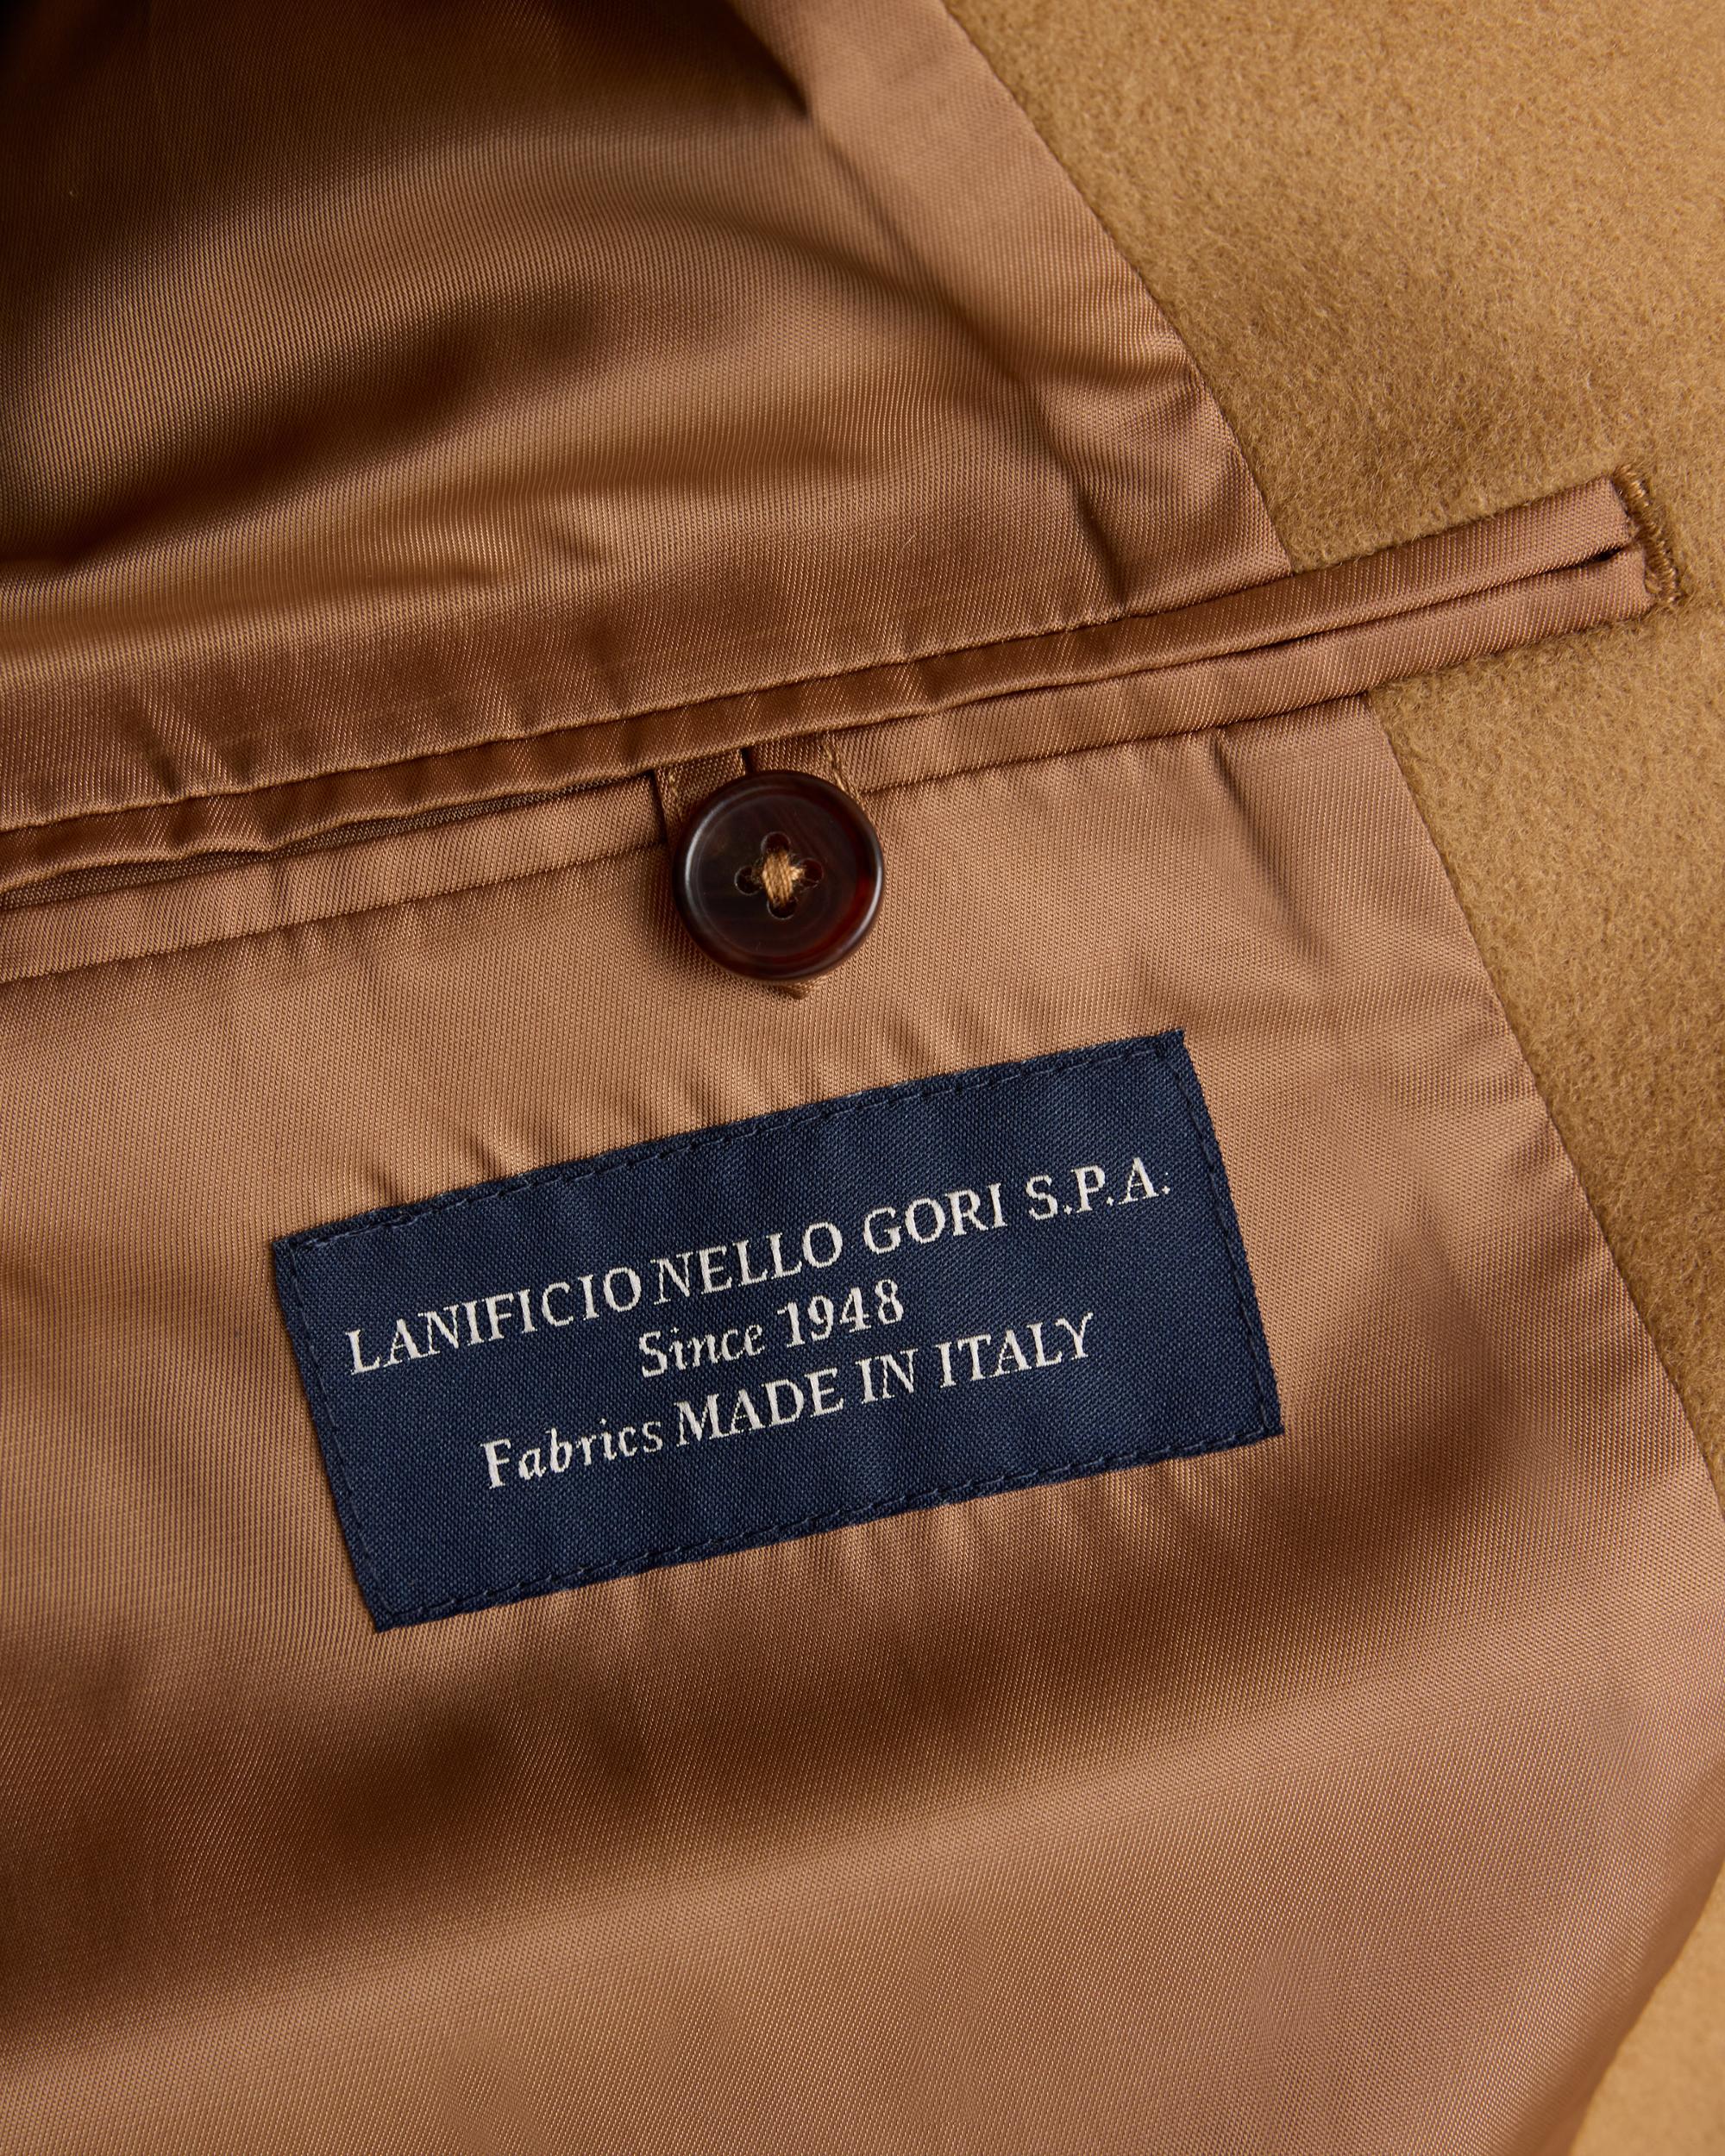 LANIFICIO NELLO GORI S.P.A.
Since 1948
Fabrics MADE IN ITALY